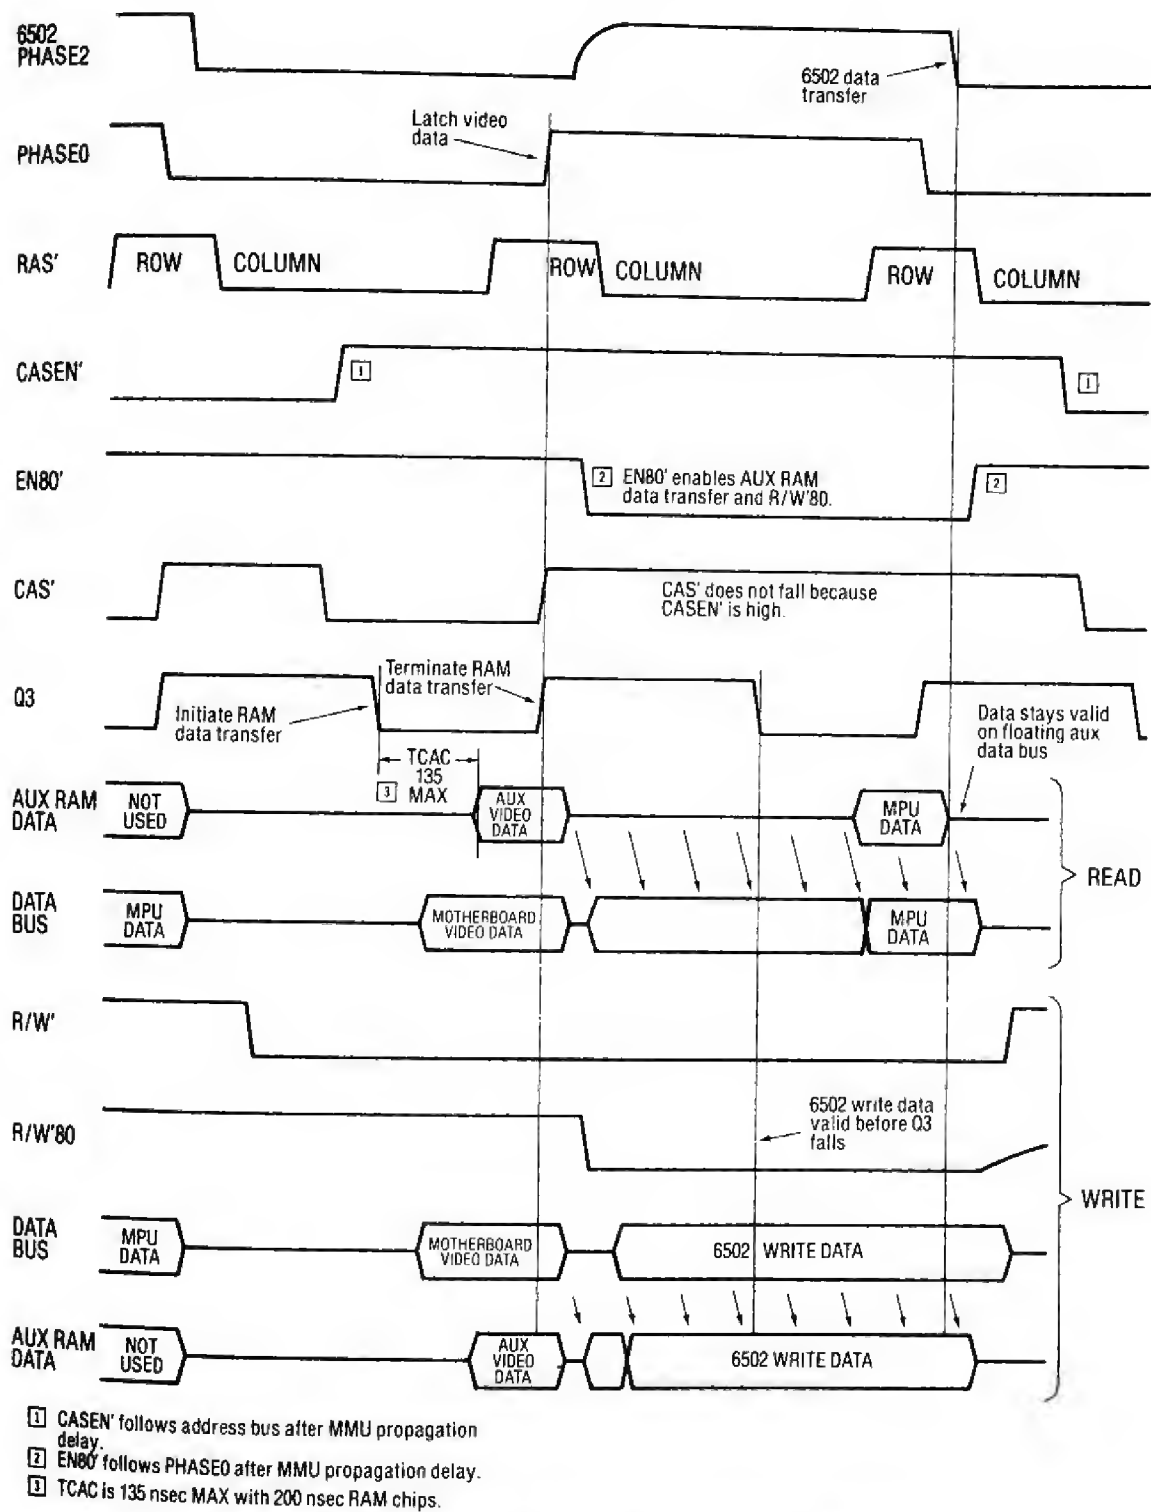 6502
PHASE2
6502 data
transfer
Latch video
data
PHASE0
RAS'
ROW
COLUMN
ROW
COLUMN
ROW
COLUMN
CASEN'
1
1
EN80'
2 EN80' enables AUX RAM
data transfer and R/W'80.
2
CAS'
CAS' does not fall because
CASEN' is high.
Q3
Initiate RAM
data transfer
Terminate RAM
data transfer
Data stays valid
on floating aux
data bus
TCAC
135
3 MAX
AUX RAM
DATA
NOT
USED
AUX
VIDEO
DATA
MPU
DATA
READ
DATA
BUS
MPU
DATA
MOTHERBOARD
VIDEO DATA
MPU
DATA
R/W'
R/W'80
6502 write data
valid before Q3
falls
WRITE
DATA
BUS
MPU
DATA
MOTHERBOARD
VIDEO DATA
6502 WRITE DATA
AUX RAM
DATA
NOT
USED
AUX
VIDEO
DATA
6502 WRITE DATA
1 CASEN' follows address bus after MMU propagation
delay.
2 EN80' follows PHASE0 after MMU propagation delay.
3 TCAC is 135 nsec MAX with 200 nsec RAM chips.